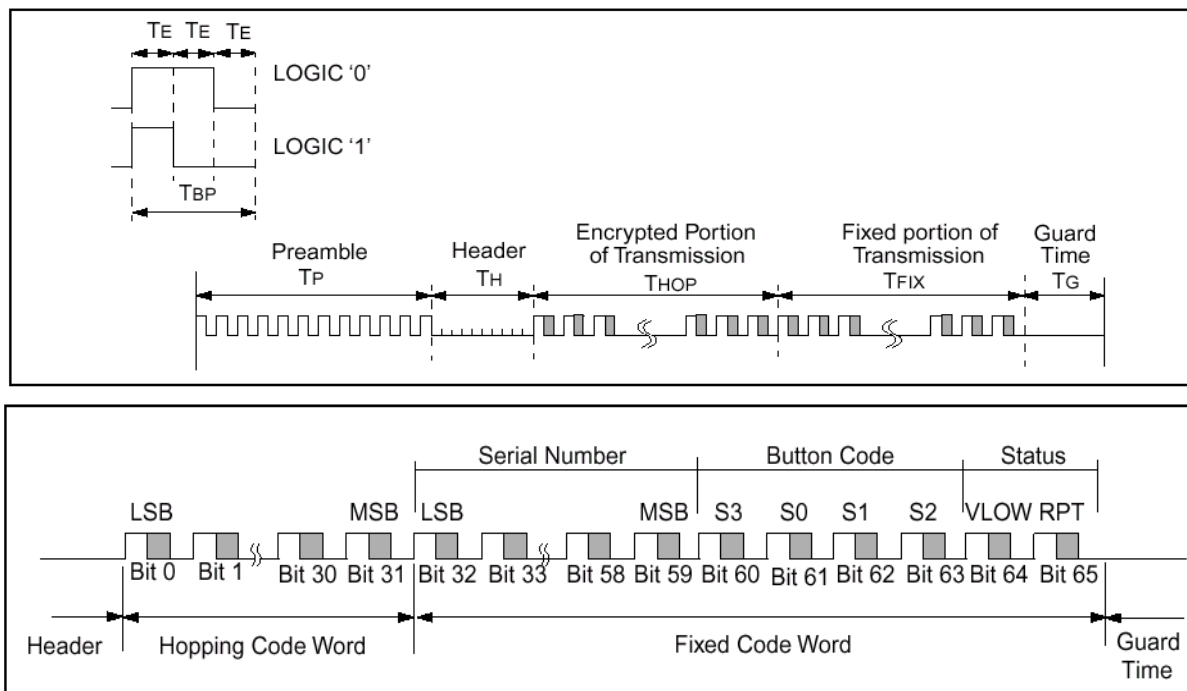 TE TE TE
LOGIC ‘0’
LOGIC ‘1’
TBP
Preamble
TP
Header
TH
Encrypted Portion
of Transmission
THOP
Fixed portion of
Transmission
TFIX
Guard
Time
TG
Serial Number Button Code Status
LSB MSB LSB MSB S3 S0 S1 S2 VLOW RPT
Bit 0 Bit 1 Bit 30 Bit 31 Bit 32 Bit 33 Bit 58 Bit 59 Bit 60 Bit 61 Bit 62 Bit 63 Bit 64 Bit 65
Header Hopping Code Word Fixed Code Word Guard
Time